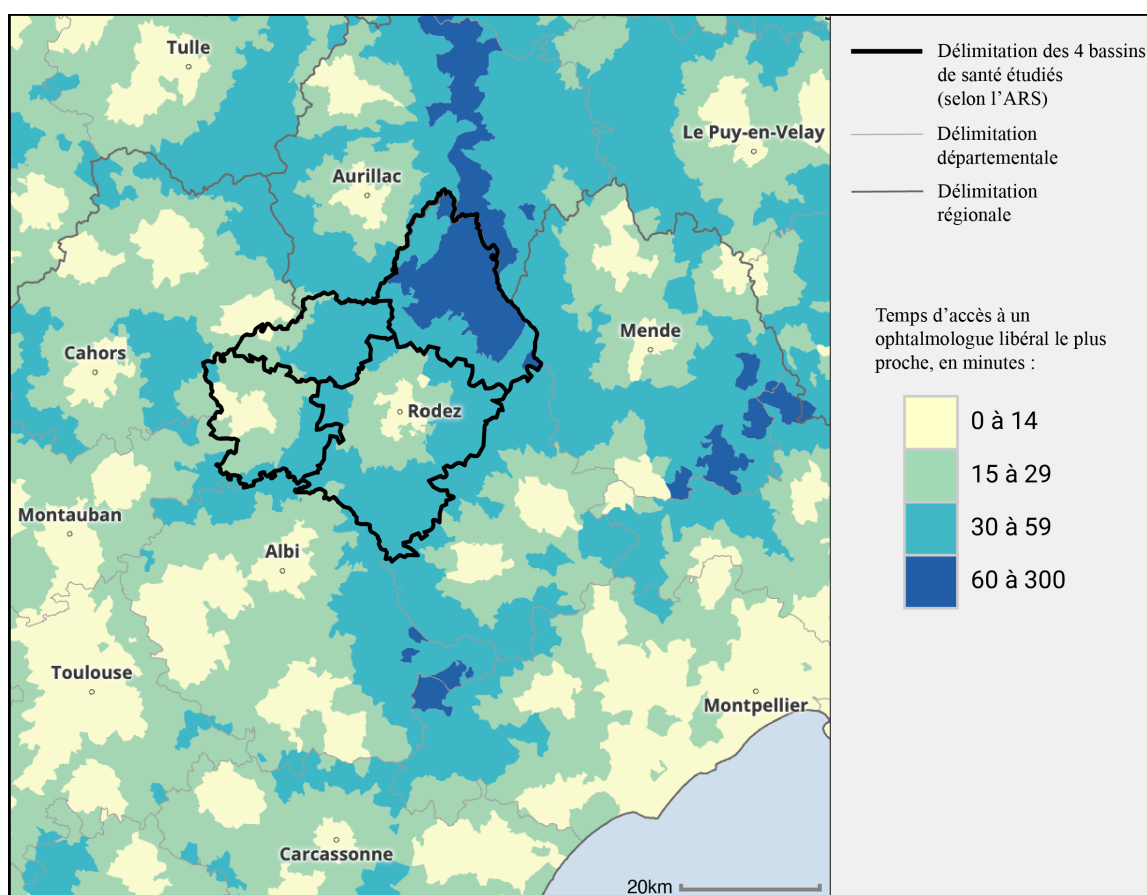 Tulle
Le Puy-en-Velay
Aurillac
Mende
Cahors
Rodez
Montauban
Albi
Toulouse
Montpellier
Carcassonne
20km
Délimitation des 4 bassins
de santé étudiés
(selon l’ARS)
Délimitation
départementale
Délimitation
régionale
Temps d’accès à un
ophtalmologue libéral le plus
proche, en minutes :
0 à 14
15 à 29
30 à 59
60 à 300